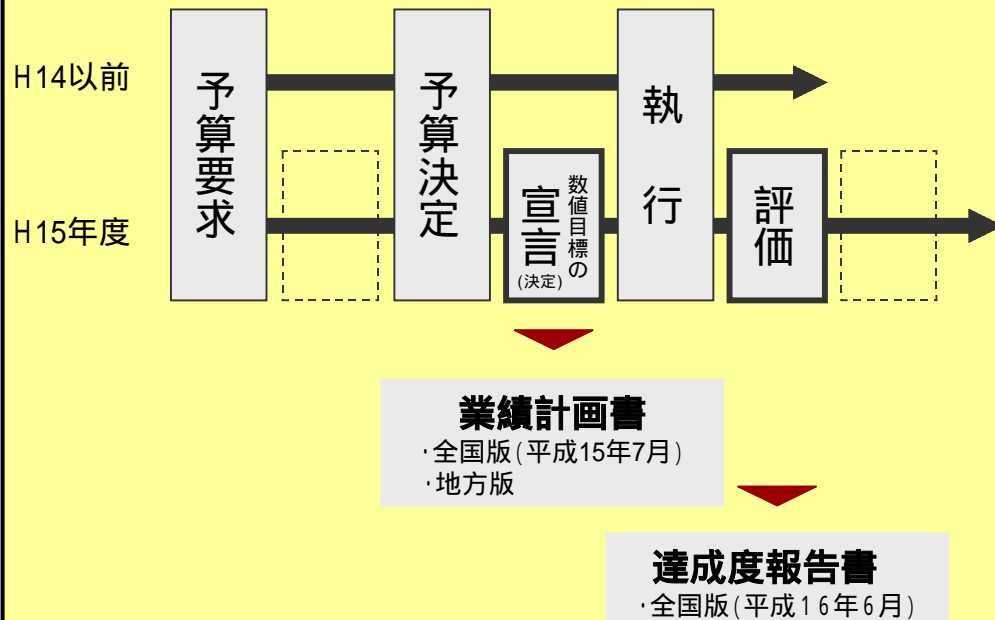 H14以前
予算要求
予算決定
執行
H15年度
数値目標の
宣言
(決定)
評価
業績計画書
・全国版(平成15年7月)
・地方版
達成度報告書
・全国版(平成16年6月)